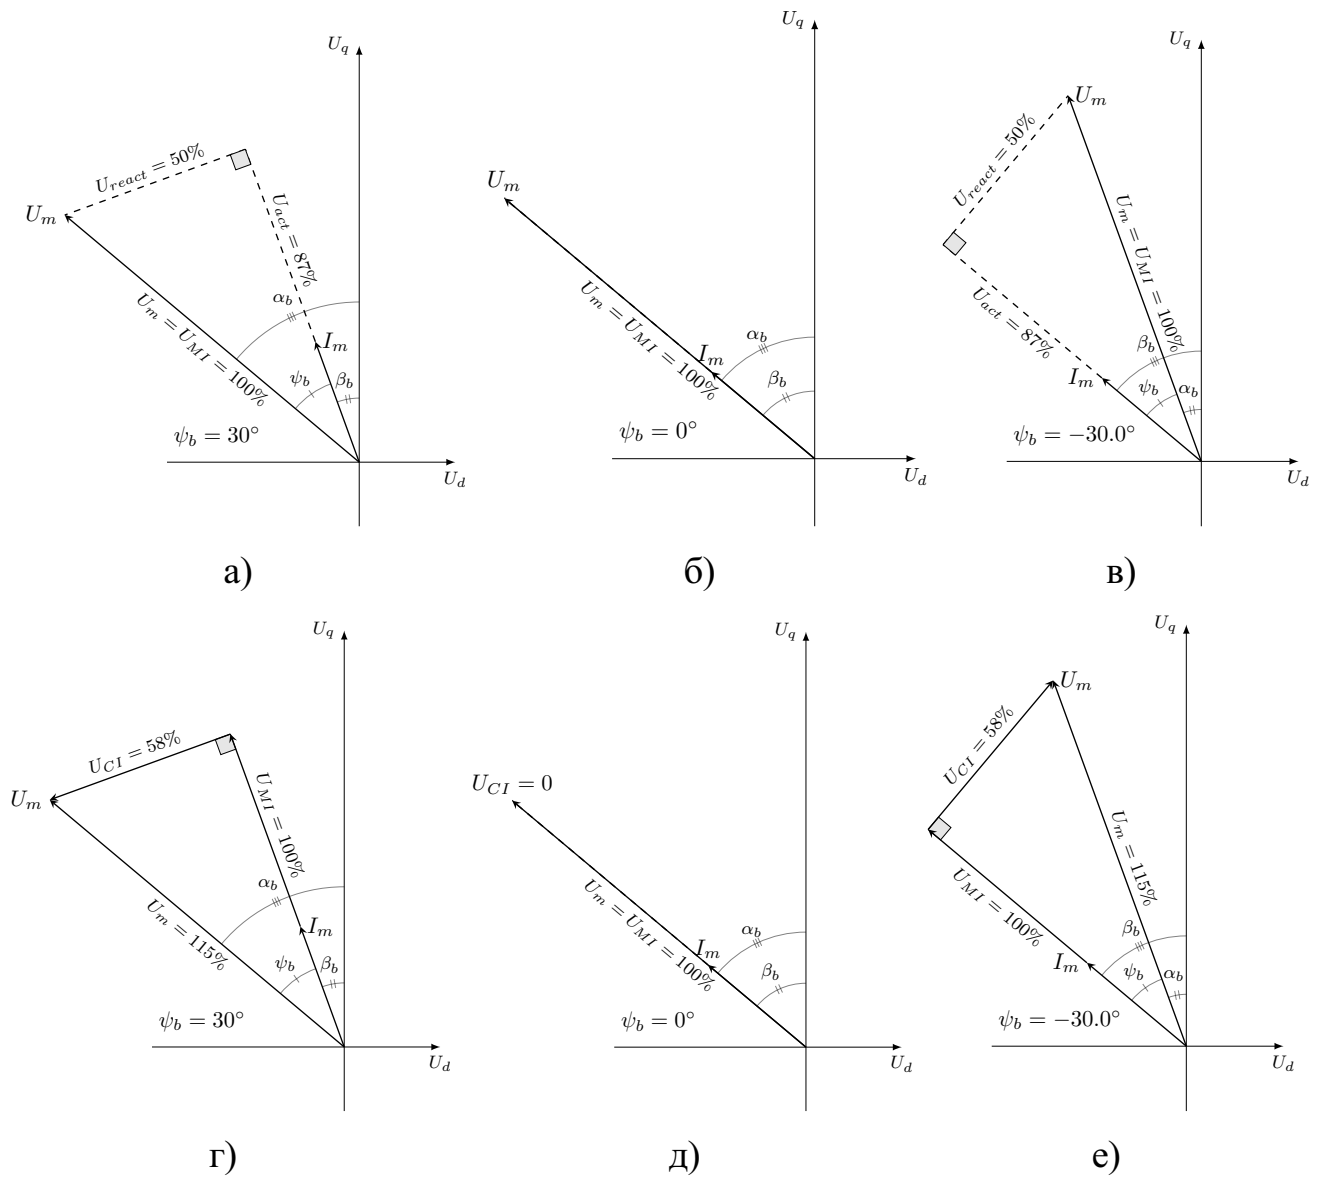 U_q
U_m
U_react = 50%
U_act = 87%
U_m = U_MI = 100%
α_b
I_m
ψ_b
β_b
ψ_b = 30°
U_d
а)
U_q
U_m
U_m = U_MI = 100%
I_m
α_b
β_b
ψ_b = 0°
U_d
б)
U_q
U_m
U_react = 50%
U_m = U_MI = 100%
U_act = 87%
β_b
I_m
ψ_b
α_b
ψ_b = −30.0°
U_d
в)
U_q
U_CI = 58%
U_m
U_MI = 100%
α_b
U_m = 115%
I_m
ψ_b
β_b
ψ_b = 30°
U_d
г)
U_q
U_CI = 0
U_m = U_MI = 100%
I_m
α_b
β_b
ψ_b = 0°
U_d
д)
U_q
U_m
U_CI = 58%
U_m = 115%
U_MI = 100%
β_b
I_m
ψ_b
α_b
ψ_b = −30.0°
U_d
е)